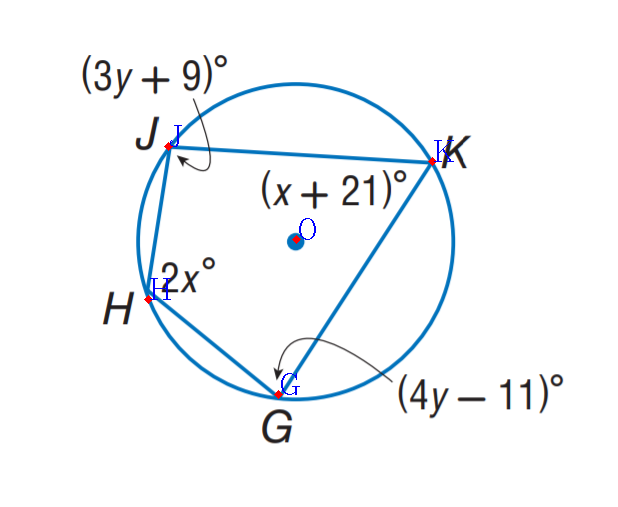 (3y + 9)°
J J
K K
(x + 21)°
O
H H 2x°
G
(4y − 11)°
G